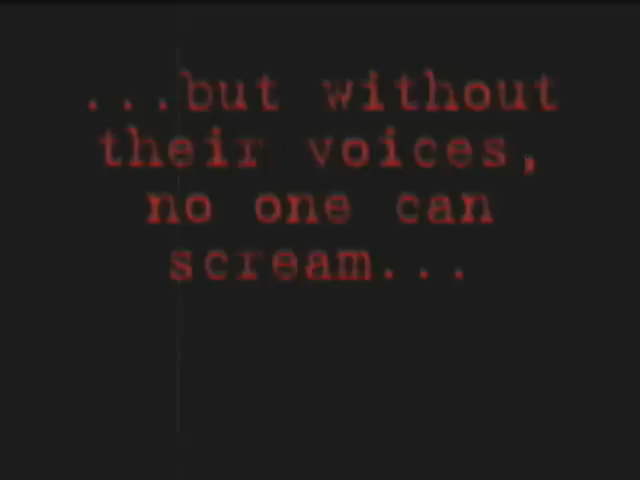 ...but without
their voices,
no one can
scream...